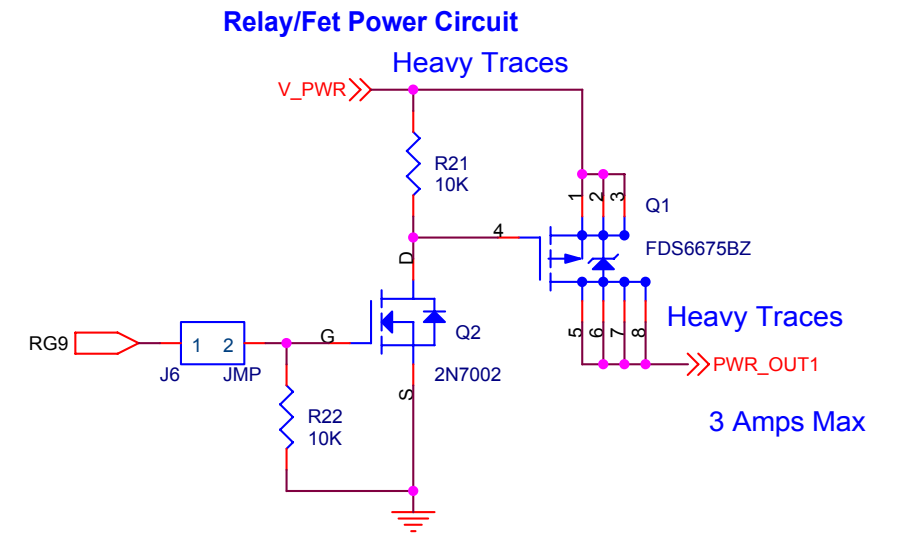 Relay/Fet Power Circuit
Heavy Traces
V_PWR
R21
10K
1
2
3
Q1
4
FDS6675BZ
D
Heavy Traces
RG9
1 2
G
Q2
5
6
7
8
J6
JMP
2N7002
PWR_OUT1
S
R22
10K
3 Amps Max